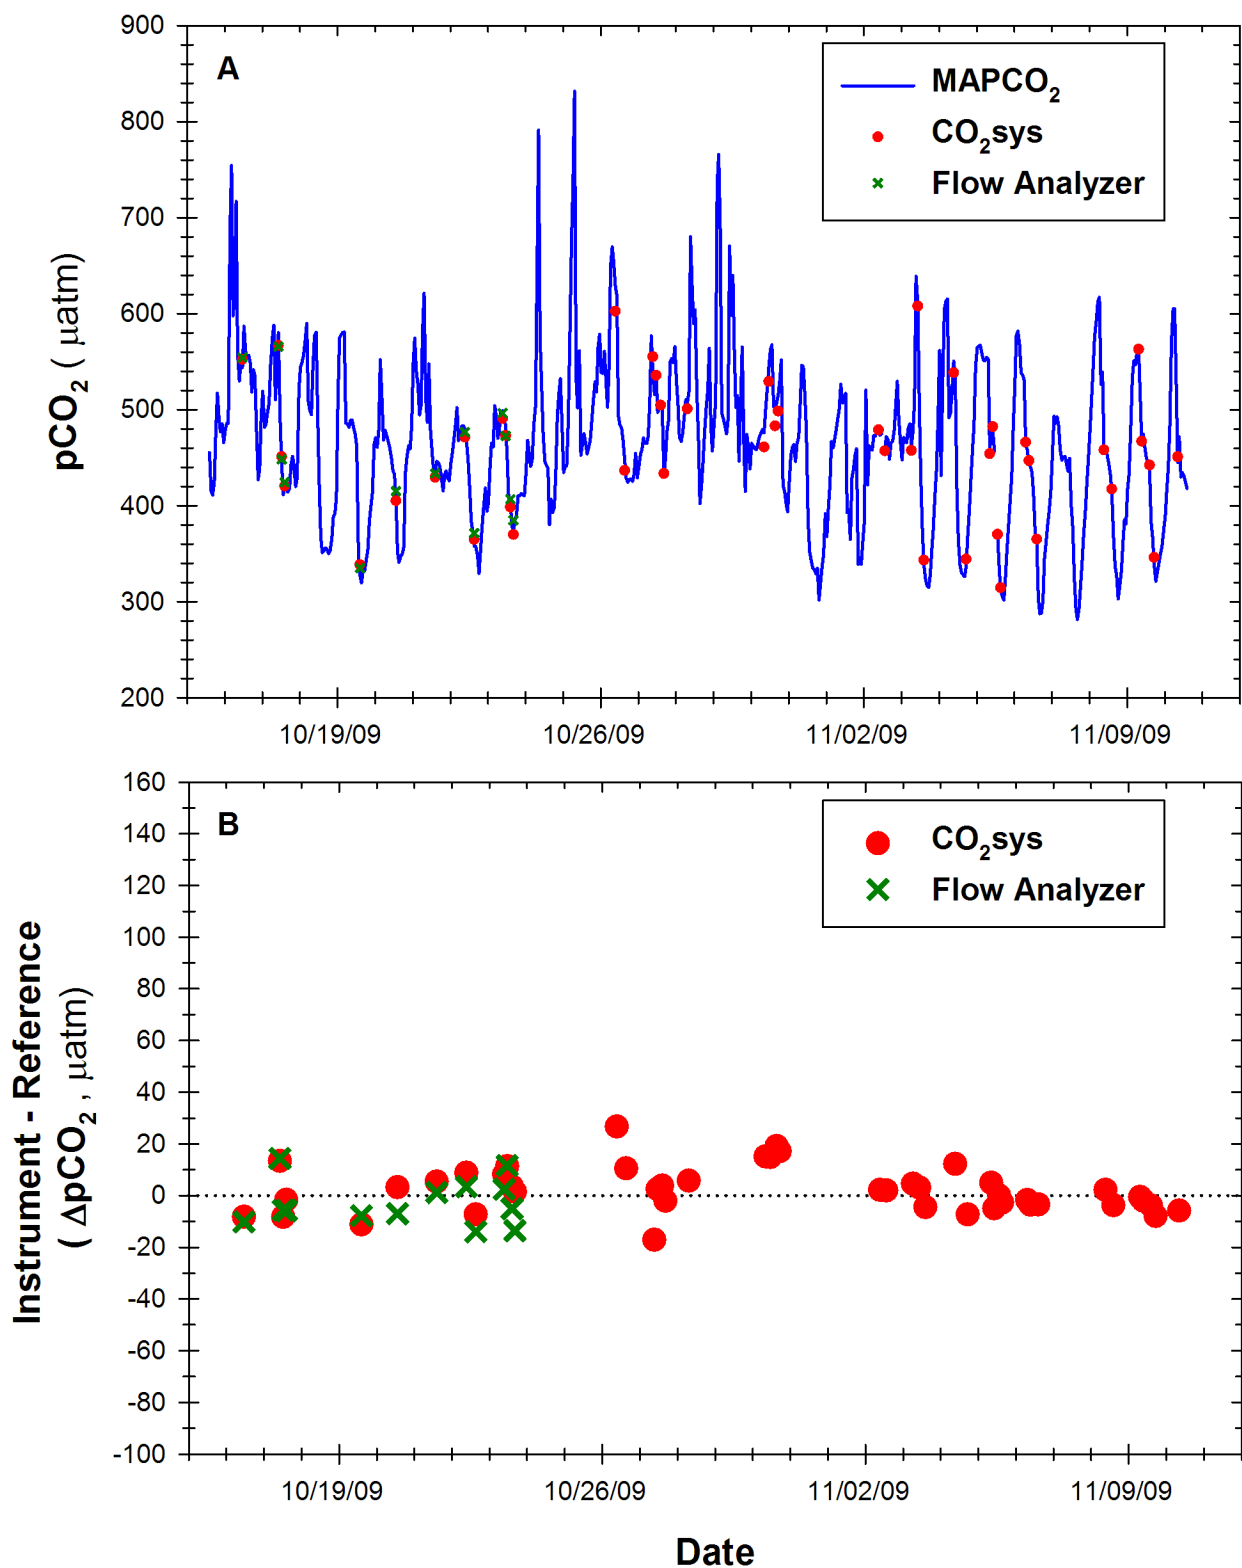 A
MAPCO2
CO2sys
Flow Analyzer
pCO2 ( µatm)
900
800
700
600
500
400
300
200
10/19/09
10/26/09
11/02/09
11/09/09
B
CO2sys
Flow Analyzer
Instrument - Reference
( ΔpCO2 , µatm)
160
140
120
100
80
60
40
20
0
-20
-40
-60
-80
-100
10/19/09
10/26/09
11/02/09
11/09/09
Date